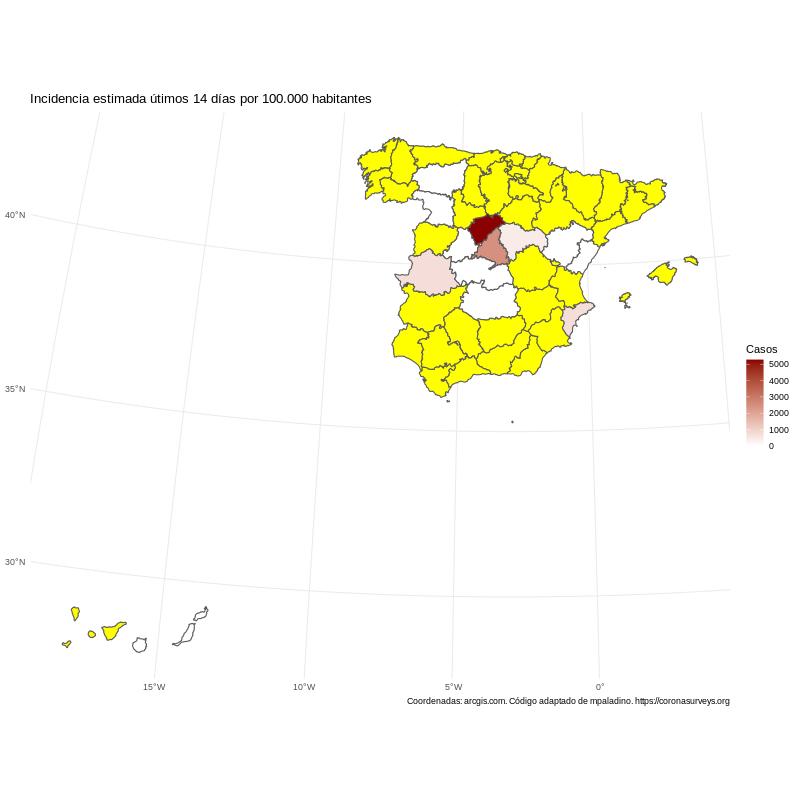 Incidencia estimada útimos 14 días por 100.000 habitantes
40°N
35°N
30°N
15°W
10°W
5°W
0°
Casos
5000
4000
3000
2000
1000
0
Coordenadas: arcgis.com. Código adaptado de mpaladino. https://coronasurveys.org